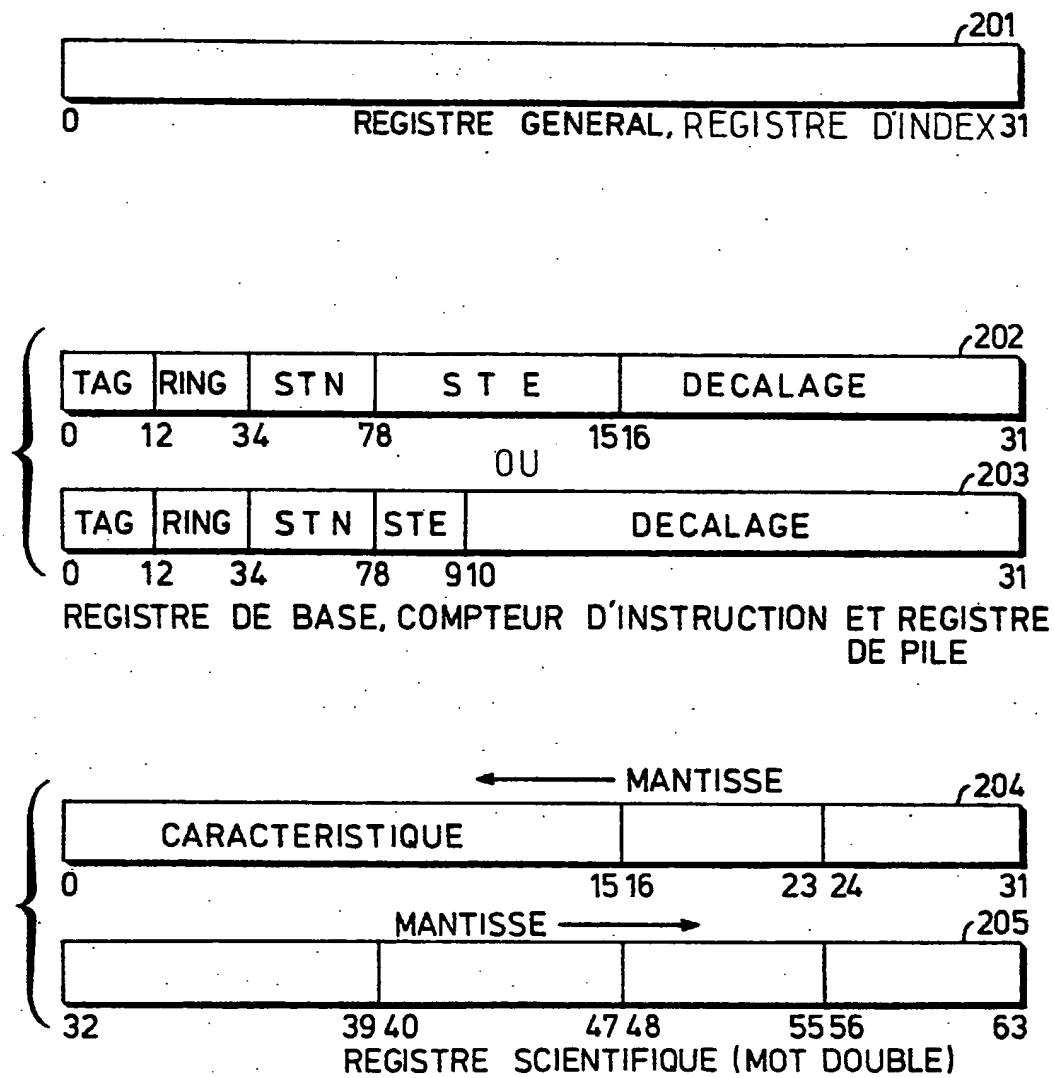 201
0 REGISTRE GENERAL, REGISTRE D'INDEX 31
202
TAG RING STN S T E DECALAGE
0 12 34 78 1516 31
OU
203
TAG RING STN STE DECALAGE
0 12 34 78 910 31
REGISTRE DE BASE, COMPTEUR D'INSTRUCTION ET REGISTRE
DE PILE
MANTISSE
204
CARACTERISTIQUE
0 1516 23 24 31
MANTISSE
205
32 3940 4748 5556 63
REGISTRE SCIENTIFIQUE (MOT DOUBLE)